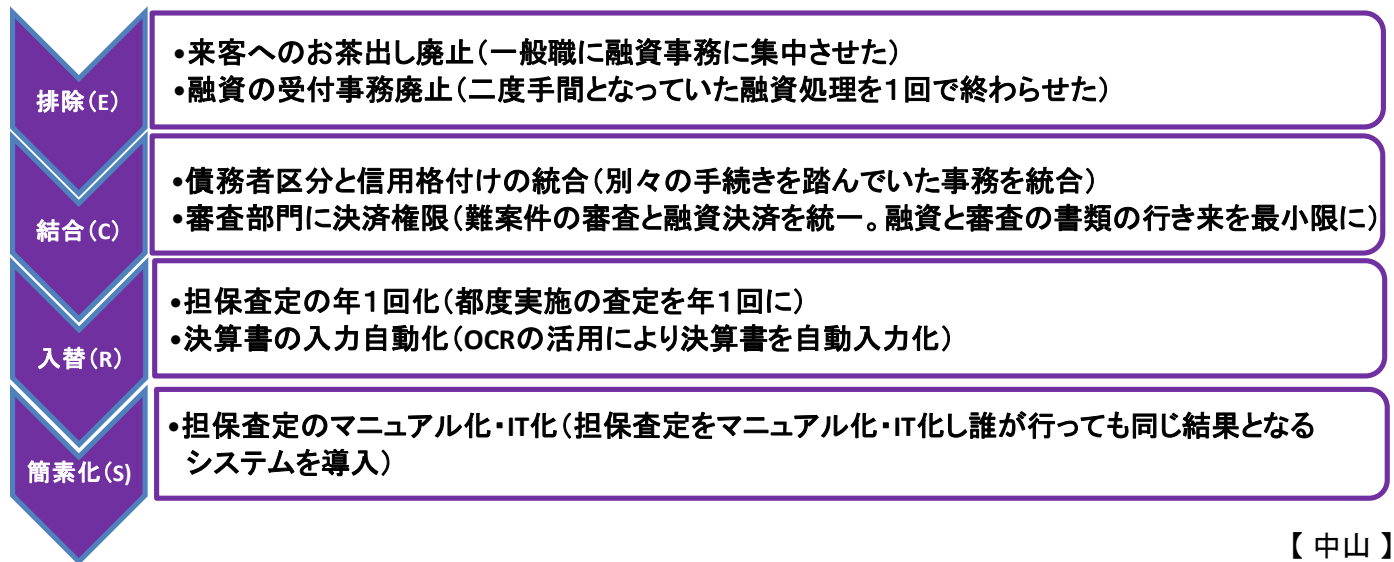 排除（E）
•来客へのお茶出し廃止（一般職に融資事務に集中させた）
•融資の受付事務廃止（二度手間となっていた融資処理を１回で終わらせた）
結合（C）
•債務者区分と信用格付けの統合（別々の手続きを踏んでいた事務を統合）
•審査部門に決済権限（難案件の審査と融資決済を統一。融資と審査の書類の行き来を最小限に）
入替（R）
•担保査定の年１回化（都度実施の査定を年１回に）
•決算書の入力自動化（OCRの活用により決算書を自動入力化）
簡素化（S)
•担保査定のマニュアル化・IT化（担保査定をマニュアル化・IT化し誰が行っても同じ結果となる
システムを導入）
【 中山 】